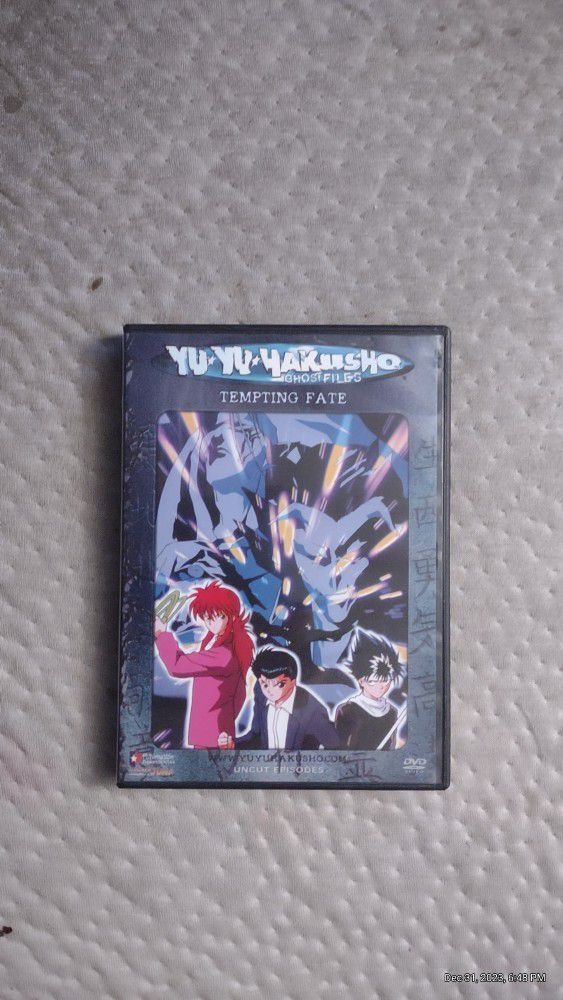 YU★YU★HAKUSHO
GHOST FILES
TEMPTING FATE
WWW.YUYUHAKUSHO.COM
UNCUT EPISODES
DVD
Dec 31, 2023, 6:48 PM